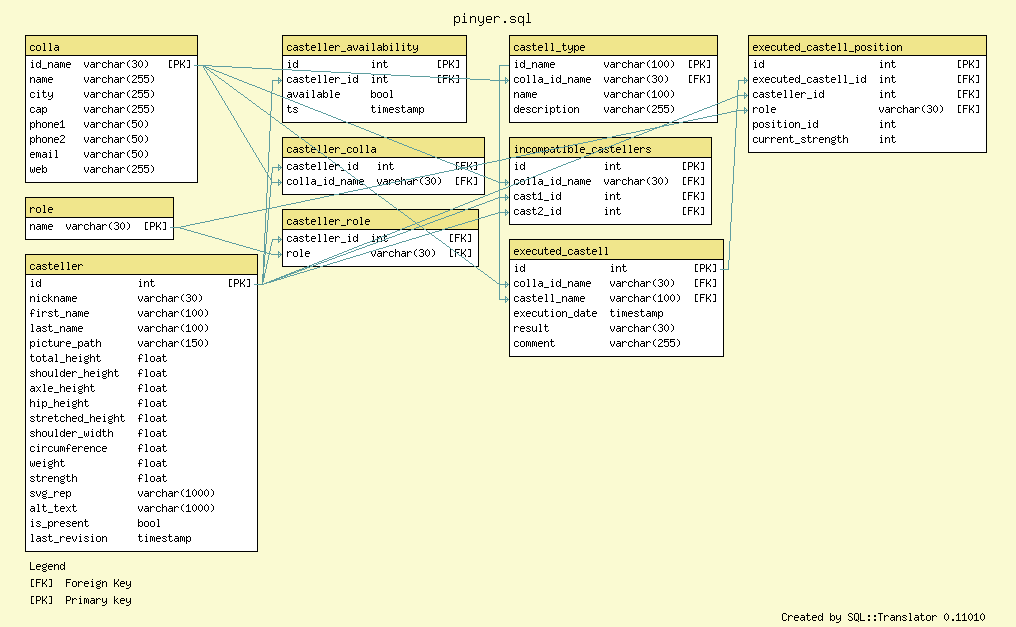 pinyer.sql
colla
id_name varchar(30) [PK]
name varchar(255)
city varchar(255)
cap varchar(255)
phone1 varchar(50)
phone2 varchar(50)
email varchar(50)
web varchar(255)
role
name varchar(30) [PK]
casteller
id int [PK]
nickname varchar(30)
first_name varchar(100)
last_name varchar(100)
picture_path varchar(150)
total_height float
shoulder_height float
axle_height float
hip_height float
stretched_height float
shoulder_width float
circumference float
weight float
strength float
svg_rep varchar(1000)
alt_text varchar(1000)
is_present bool
last_revision timestamp
casteller_availability
id int [PK]
casteller_id int [FK]
available bool
ts timestamp
casteller_colla
casteller_id int [FK]
colla_id_name varchar(30) [FK]
casteller_role
casteller_id int [FK]
role varchar(30) [FK]
castell_type
id_name varchar(100) [PK]
colla_id_name varchar(30) [FK]
name varchar(100)
description varchar(255)
incompatible_castellers
id int [PK]
colla_id_name varchar(30) [FK]
cast1_id int [FK]
cast2_id int [FK]
executed_castell
id int [PK]
colla_id_name varchar(30) [FK]
castell_name varchar(100) [FK]
execution_date timestamp
result varchar(30)
comment varchar(255)
executed_castell_position
id int [PK]
executed_castell_id int [FK]
casteller_id int [FK]
role varchar(30) [FK]
position_id int
current_strength int
Legend
[FK] Foreign Key
[PK] Primary key
Created by SQL::Translator 0.11010